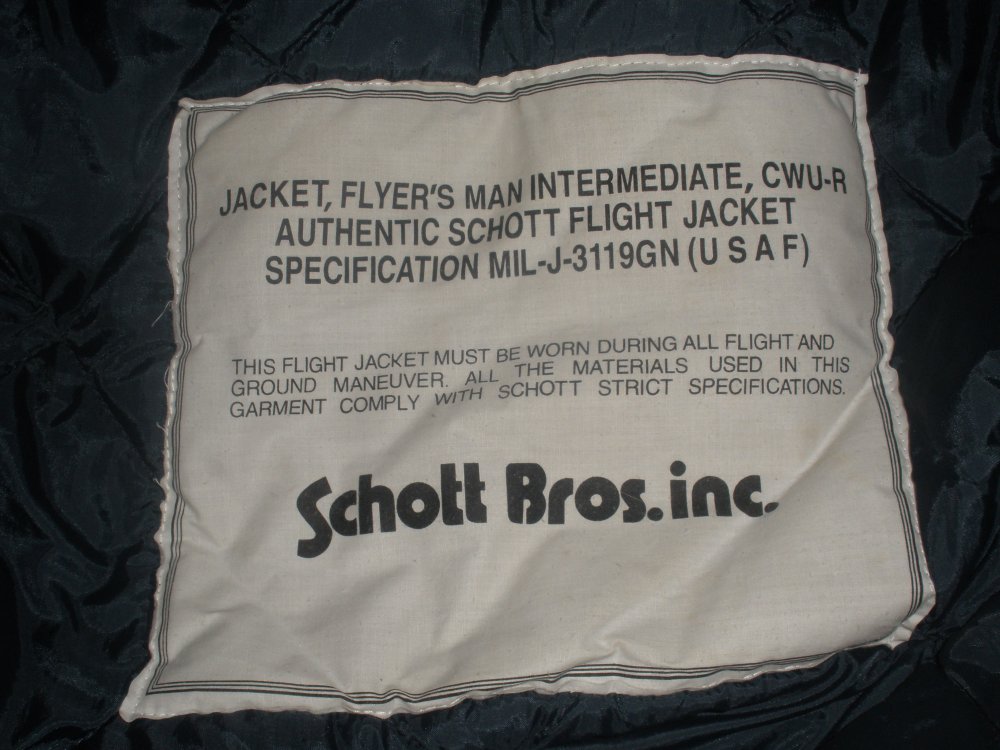 JACKET, FLYER'S MAN INTERMEDIATE, CWU-R
AUTHENTIC SCHOTT FLIGHT JACKET
SPECIFICATION MIL-J-3119GN (U S A F)
THIS FLIGHT JACKET MUST BE WORN DURING ALL FLIGHT AND
GROUND MANEUVER. ALL THE MATERIALS USED IN THIS
GARMENT COMPLY WITH SCHOTT STRICT SPECIFICATIONS.
Schott Bros. inc.